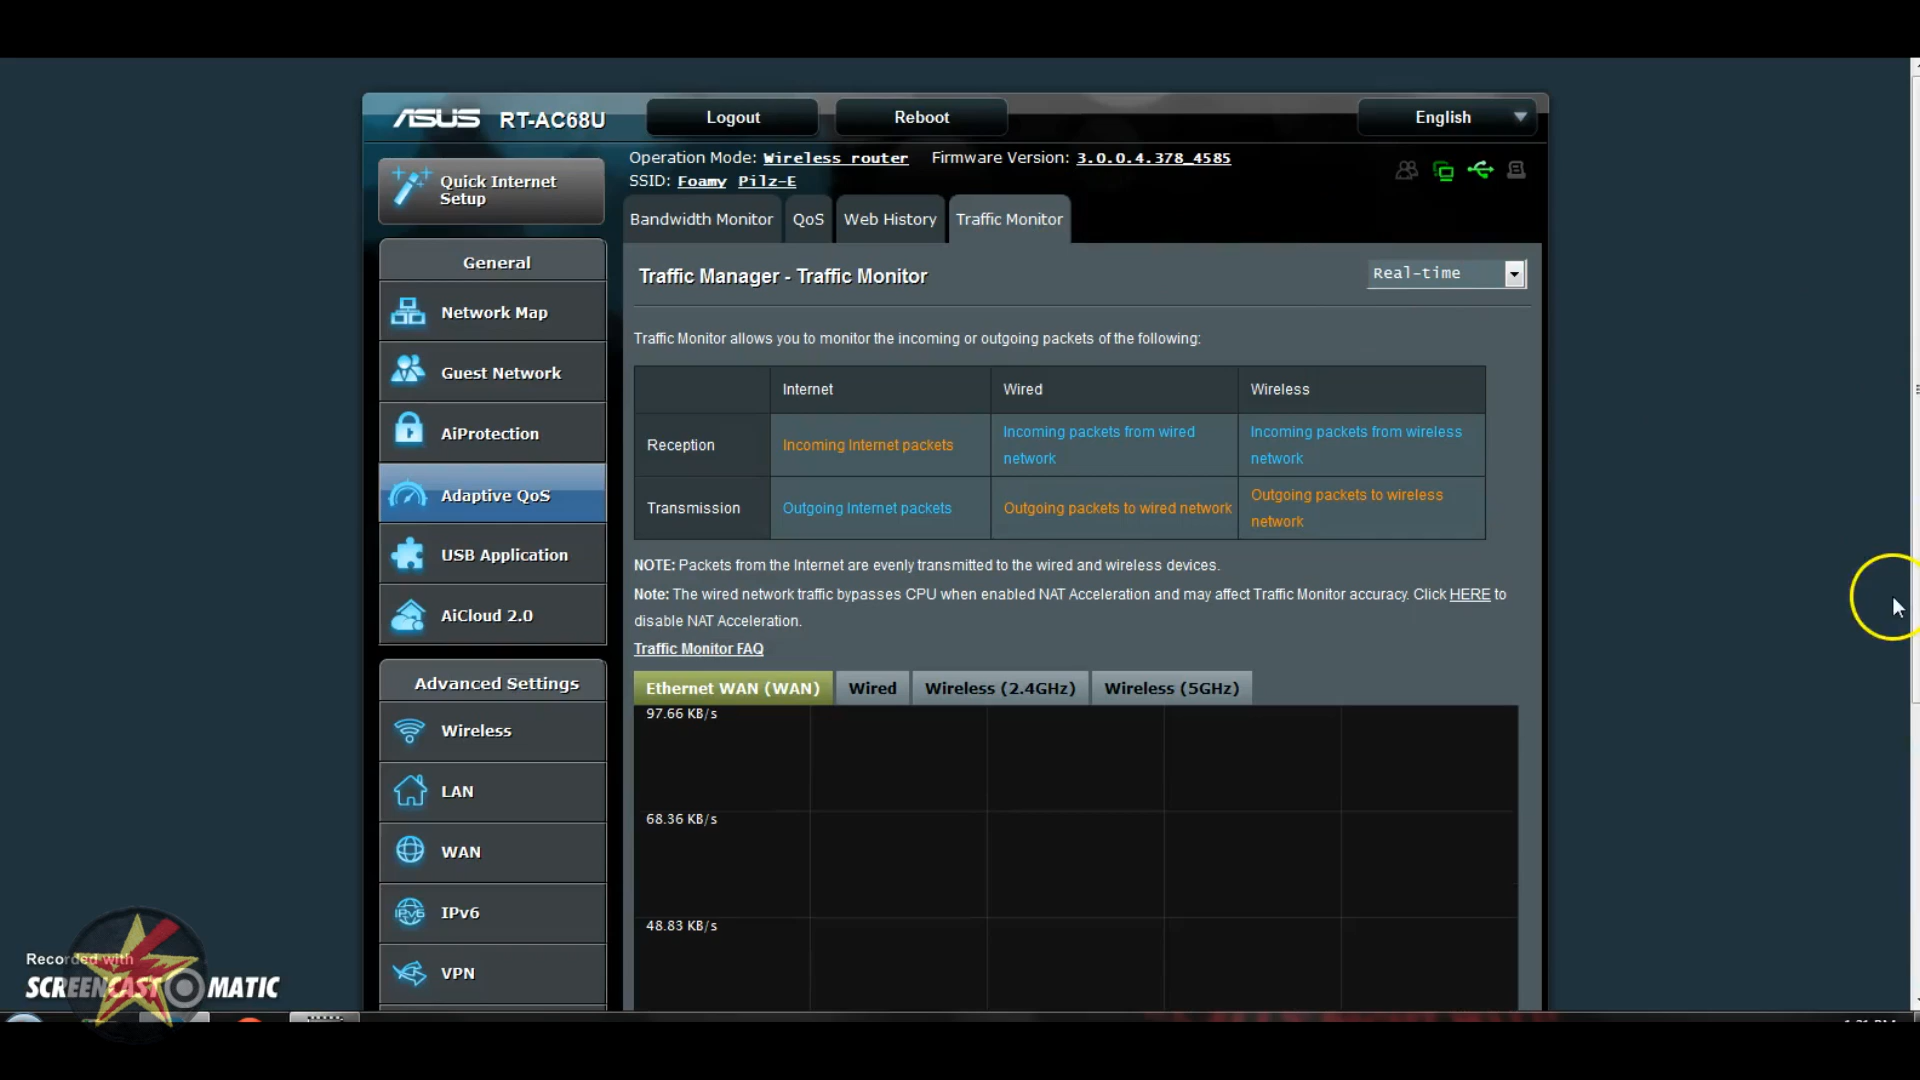 ASUS RT-AC68U Logout Reboot English
Operation Mode: Wireless router Firmware Version: 3.0.0.4.378_4585
SSID: Foamy Pilz-E
Quick Internet
Setup
Bandwidth Monitor QoS Web History Traffic Monitor
General
Network Map
Guest Network
AiProtection
Adaptive QoS
USB Application
AiCloud 2.0
Advanced Settings
Wireless
LAN
WAN
IPv6
VPN
Traffic Manager - Traffic Monitor Real-time
Traffic Monitor allows you to monitor the incoming or outgoing packets of the following:
Internet Wired Wireless
Reception Incoming Internet packets Incoming packets from wired network Incoming packets from wireless network
Transmission Outgoing Internet packets Outgoing packets to wired network Outgoing packets to wireless network
NOTE: Packets from the Internet are evenly transmitted to the wired and wireless devices.
Note: The wired network traffic bypasses CPU when enabled NAT Acceleration and may affect Traffic Monitor accuracy. Click HERE to
disable NAT Acceleration.
Traffic Monitor FAQ
Ethernet WAN (WAN) Wired Wireless (2.4GHz) Wireless (5GHz)
97.66 KB/s
68.36 KB/s
48.83 KB/s
Recorded with
SCREENCAST MATIC